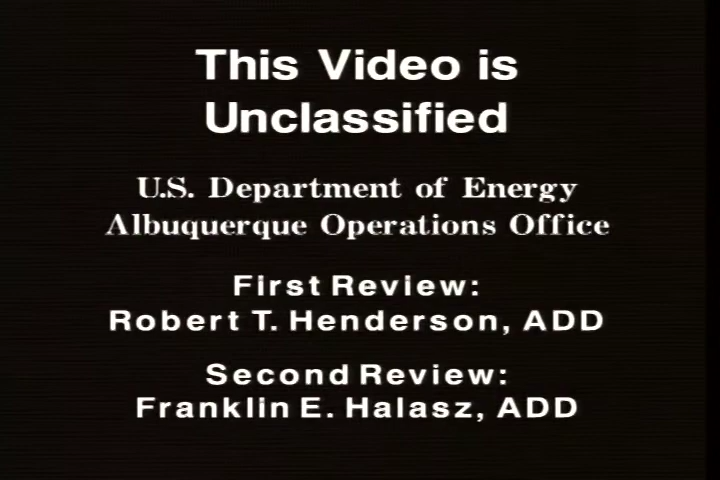 This Video is
Unclassified
U.S. Department of Energy
Albuquerque Operations Office
First Review:
Robert T. Henderson, ADD
Second Review:
Franklin E. Halasz, ADD